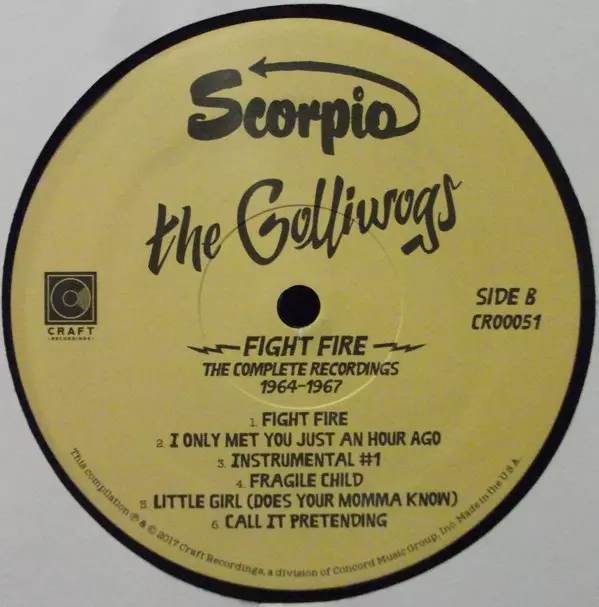 Scorpio
the Golliwogs
SIDE B
CR00051
CRAFT
RECORDINGS
FIGHT FIRE
THE COMPLETE RECORDINGS
1964-1967
1. FIGHT FIRE
2. I ONLY MET YOU JUST AN HOUR AGO
3. INSTRUMENTAL #1
4. FRAGILE CHILD
5. LITTLE GIRL (DOES YOUR MOMMA KNOW)
6. CALL IT PRETENDING
This compilation ℗ & © 2017 Craft Recordings, a division of Concord Music Group, Inc. Made in the U.S.A.